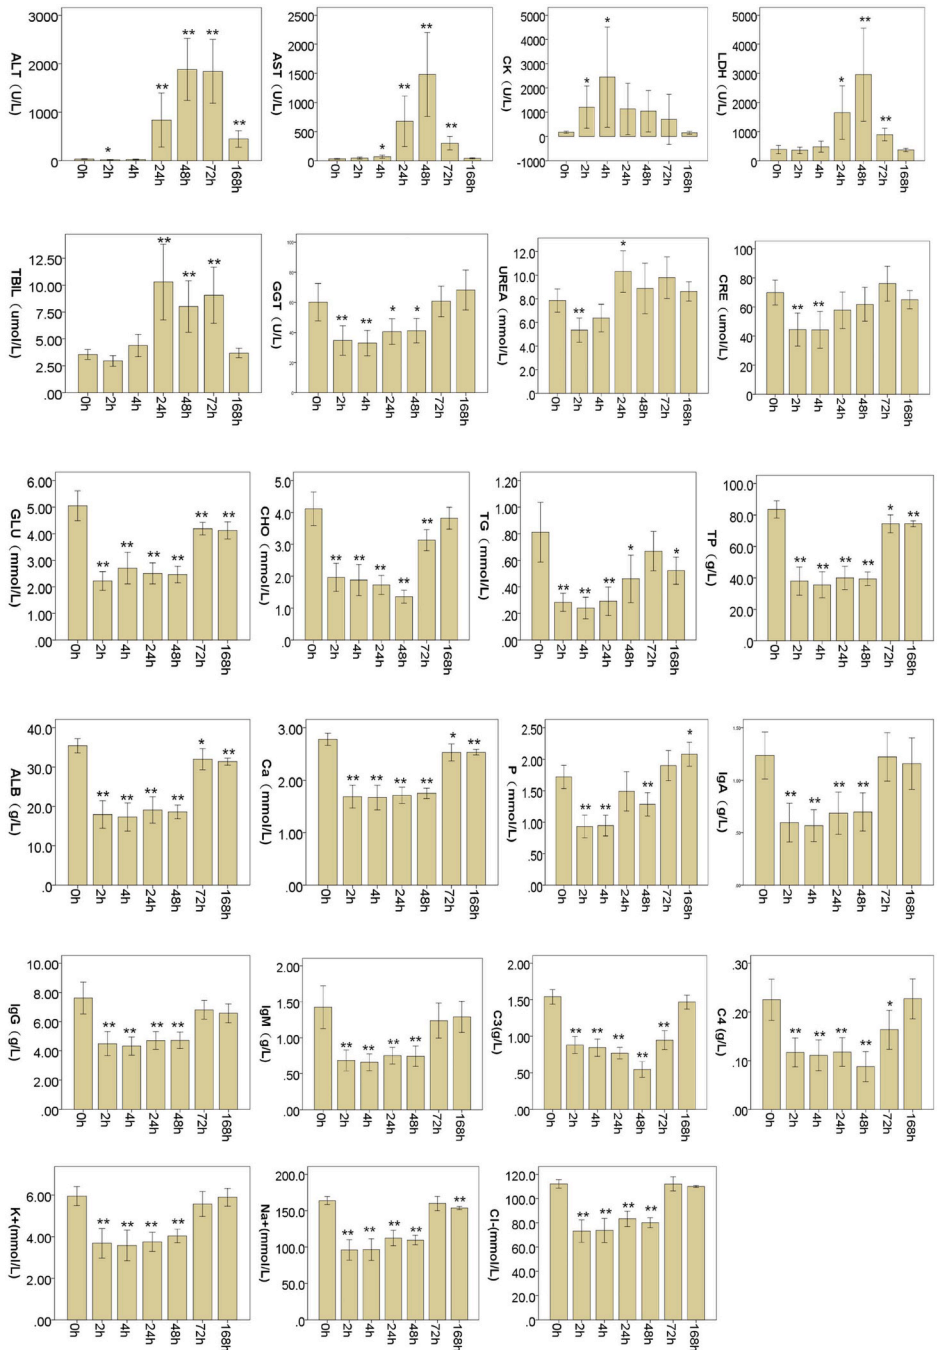 ALT (U/L)
3000
2000
1000
0
* ** ** ** **
0h 2h 4h 24h 48h 72h 168h
AST (U/L)
2500
2000
1500
1000
500
0
* ** ** **
0h 2h 4h 24h 48h 72h 168h
CK (U/L)
5000
4000
3000
2000
1000
0
-1000
* *
0h 2h 4h 24h 48h 72h 168h
LDH (U/L)
5000
4000
3000
2000
1000
0
* ** **
0h 2h 4h 24h 48h 72h 168h
TBIL (umol/L)
12.50
10.00
7.50
5.00
2.50
.00
** ** **
0h 2h 4h 24h 48h 72h 168h
GGT (U/L)
100
80
60
40
20
0
** ** * *
0h 2h 4h 24h 48h 72h 168h
UREA (mmol/L)
12.0
10.0
8.0
6.0
4.0
2.0
.0
** *
0h 2h 4h 24h 48h 72h 168h
CRE (umol/L)
100
80
60
40
20
0
** **
0h 2h 4h 24h 48h 72h 168h
GLU (mmol/L)
6.00
5.00
4.00
3.00
2.00
1.00
.00
** ** ** ** ** **
0h 2h 4h 24h 48h 72h 168h
CHO (mmol/L)
5.0
4.0
3.0
2.0
1.0
.0
** ** ** ** **
0h 2h 4h 24h 48h 72h 168h
TG (mmol/L)
1.20
1.00
.80
.60
.40
.20
.00
** ** ** * *
0h 2h 4h 24h 48h 72h 168h
TP (g/L)
100.0
80.0
60.0
40.0
20.0
.0
** ** ** ** * **
0h 2h 4h 24h 48h 72h 168h
ALB (g/L)
40.0
30.0
20.0
10.0
.0
** ** ** ** * **
0h 2h 4h 24h 48h 72h 168h
Ca (mmol/L)
3.00
2.00
1.00
.00
** ** ** ** * **
0h 2h 4h 24h 48h 72h 168h
P (mmol/L)
2.50
2.00
1.50
1.00
.50
.00
** ** ** *
0h 2h 4h 24h 48h 72h 168h
IgA (g/L)
1.50
1.00
.50
.00
** ** ** **
0h 2h 4h 24h 48h 72h 168h
IgG (g/L)
10.00
8.00
6.00
4.00
2.00
.00
** ** ** **
0h 2h 4h 24h 48h 72h 168h
IgM (g/L)
2.00
1.50
1.00
.50
.00
** ** ** **
0h 2h 4h 24h 48h 72h 168h
C3(g/L)
2.00
1.50
1.00
.50
.00
** ** ** ** **
0h 2h 4h 24h 48h 72h 168h
C4 (g/L)
.30
.20
.10
.00
** ** ** ** *
0h 2h 4h 24h 48h 72h 168h
K+(mmol/L)
6.00
4.00
2.00
.00
** ** ** **
0h 2h 4h 24h 48h 72h 168h
Na+(mmol/L)
200.0
150.0
100.0
50.0
.0
** ** ** ** **
0h 2h 4h 24h 48h 72h 168h
Cl-(mmol/L)
120.0
100.0
80.0
60.0
40.0
20.0
.0
** ** ** **
0h 2h 4h 24h 48h 72h 168h